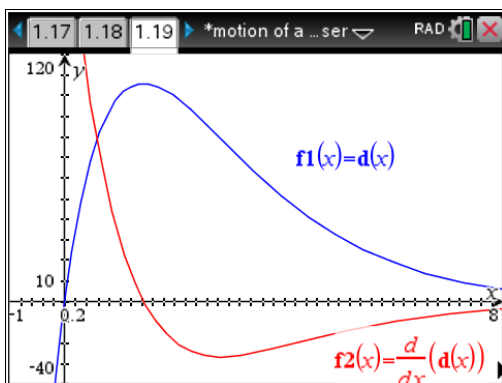 1.17 1.18 1.19 *motion of a ...ser RAD
120 y
f1(x)=d(x)
10
x
-1 0.2 8
-40
f2(x)=d/dx(d(x))